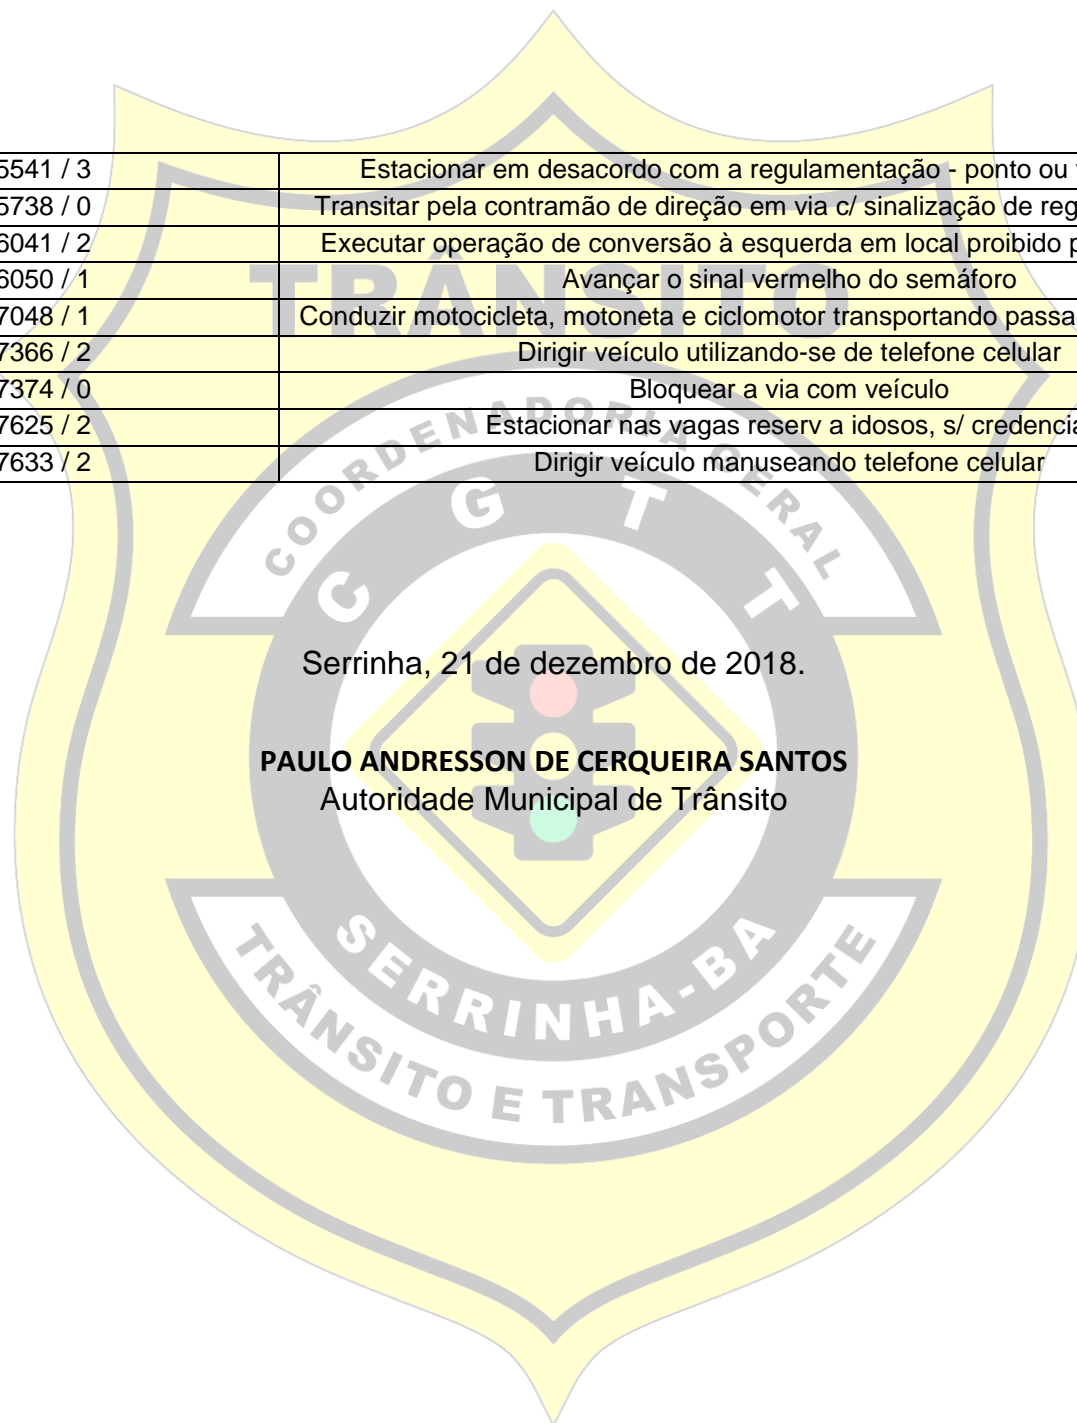 5541 / 3 Estacionar em desacordo com a regulamentação - ponto ou
5738 / 0 Transitar pela contramão de direção em via c/ sinalização de reg
6041 / 2 Executar operação de conversão à esquerda em local proibido p
6050 / 1 Avançar o sinal vermelho do semáforo
7048 / 1 Conduzir motocicleta, motoneta e ciclomotor transportando passa
7366 / 2 Dirigir veículo utilizando-se de telefone celular
7374 / 0 Bloquear a via com veículo
7625 / 2 Estacionar nas vagas reserv a idosos, s/ credencia
7633 / 2 Dirigir veículo manuseando telefone celular
TRÂNSITO
COORDENADORIA GERAL
C G T T
Serrinha, 21 de dezembro de 2018.
PAULO ANDRESSON DE CERQUEIRA SANTOS
Autoridade Municipal de Trânsito
SERRINHA-BA
TRÂNSITO E TRANSPORTE